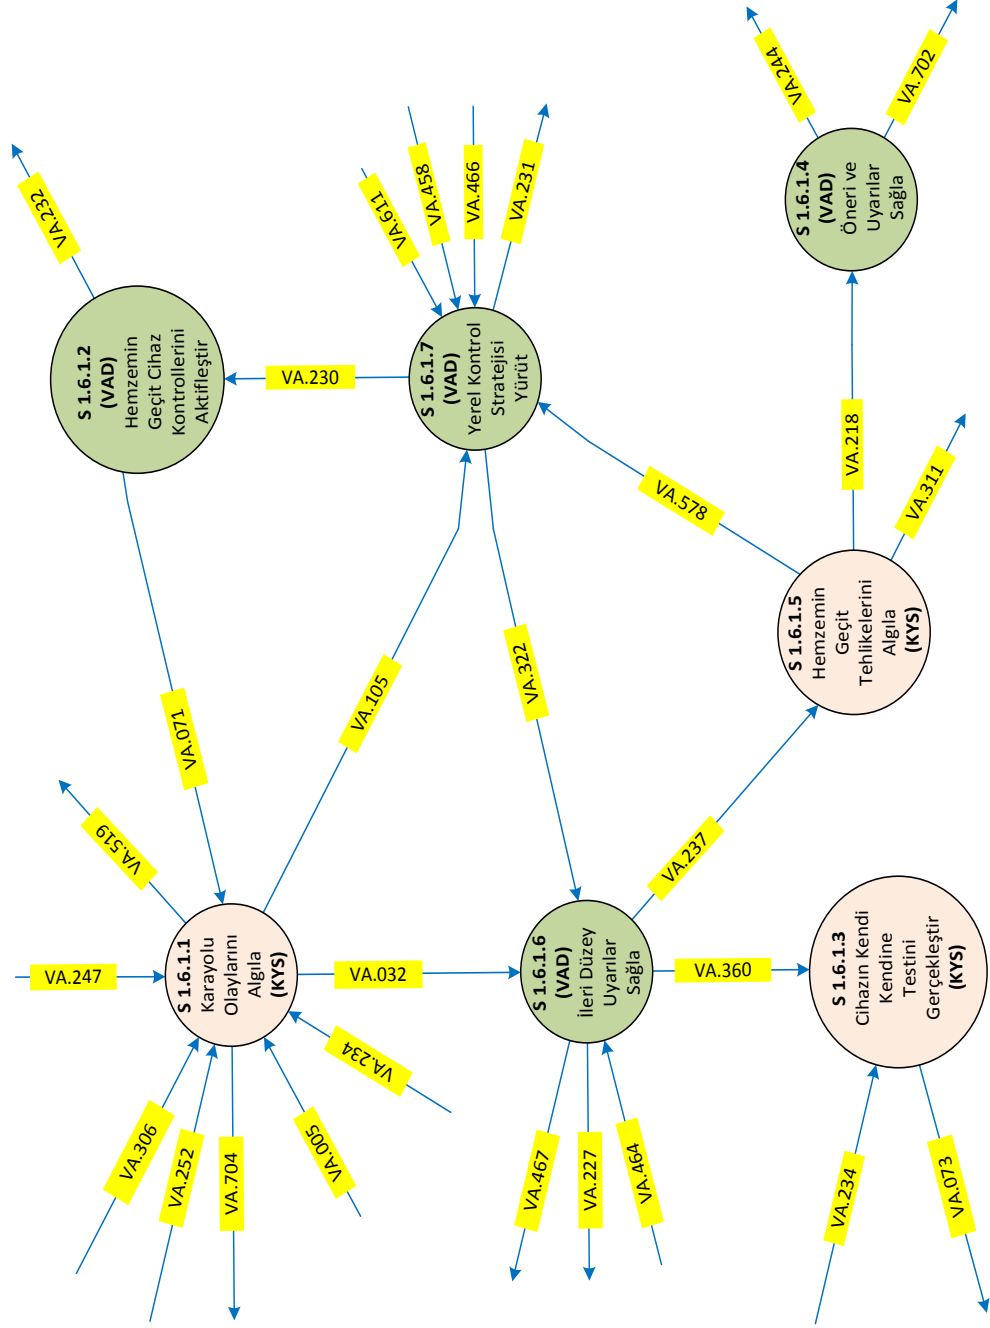 VA.232
VA.244
VA.702
S 1.6.1.4
(VAD)
Öneri ve
Uyarılar
Sağla
VA.611
VA.458
VA.466
VA.231
S 1.6.1.2
(VAD)
Hemzemin
Geçit Cihaz
Kontrollerini
Aktifleştir
VA.230
S 1.6.1.7
(VAD)
Yerel Kontrol
Stratejisi
Yürüt
VA.218
VA.311
VA.578
S 1.6.1.5
Hemzemin
Geçit
Tehlikelerini
Algıla
(KYS)
VA.071
VA.105
VA.322
VA.519
VA.237
VA.247
S 1.6.1.1
Karayolu
Olaylarını
Algıla
(KYS)
VA.032
S 1.6.1.6
(VAD)
İleri Düzey
Uyarılar
Sağla
VA.360
S 1.6.1.3
Cihazın Kendi
Kendine
Testini
Gerçekleştir
(KYS)
VA.306
VA.252
VA.704
VA.005
VA.234
VA.467
VA.227
VA.464
VA.234
VA.073